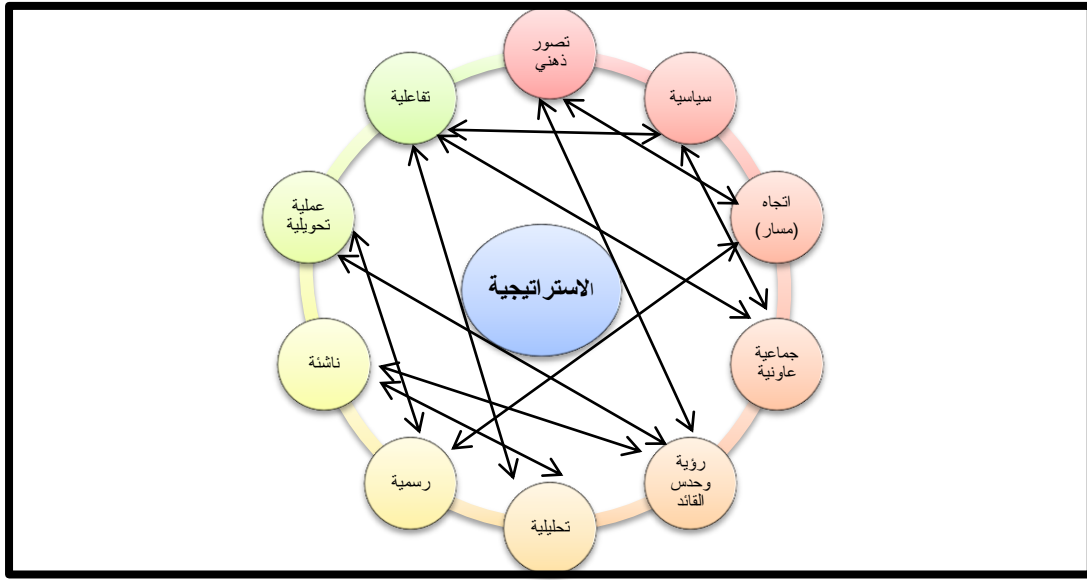 تصور
ذهني
سياسية
اتجاه
(مسار)
جماعية
عاونية
رؤية
وحدس
القائد
تحليلية
رسمية
ناشئة
عملية
تحويلية
تفاعلية
الاستراتيجية